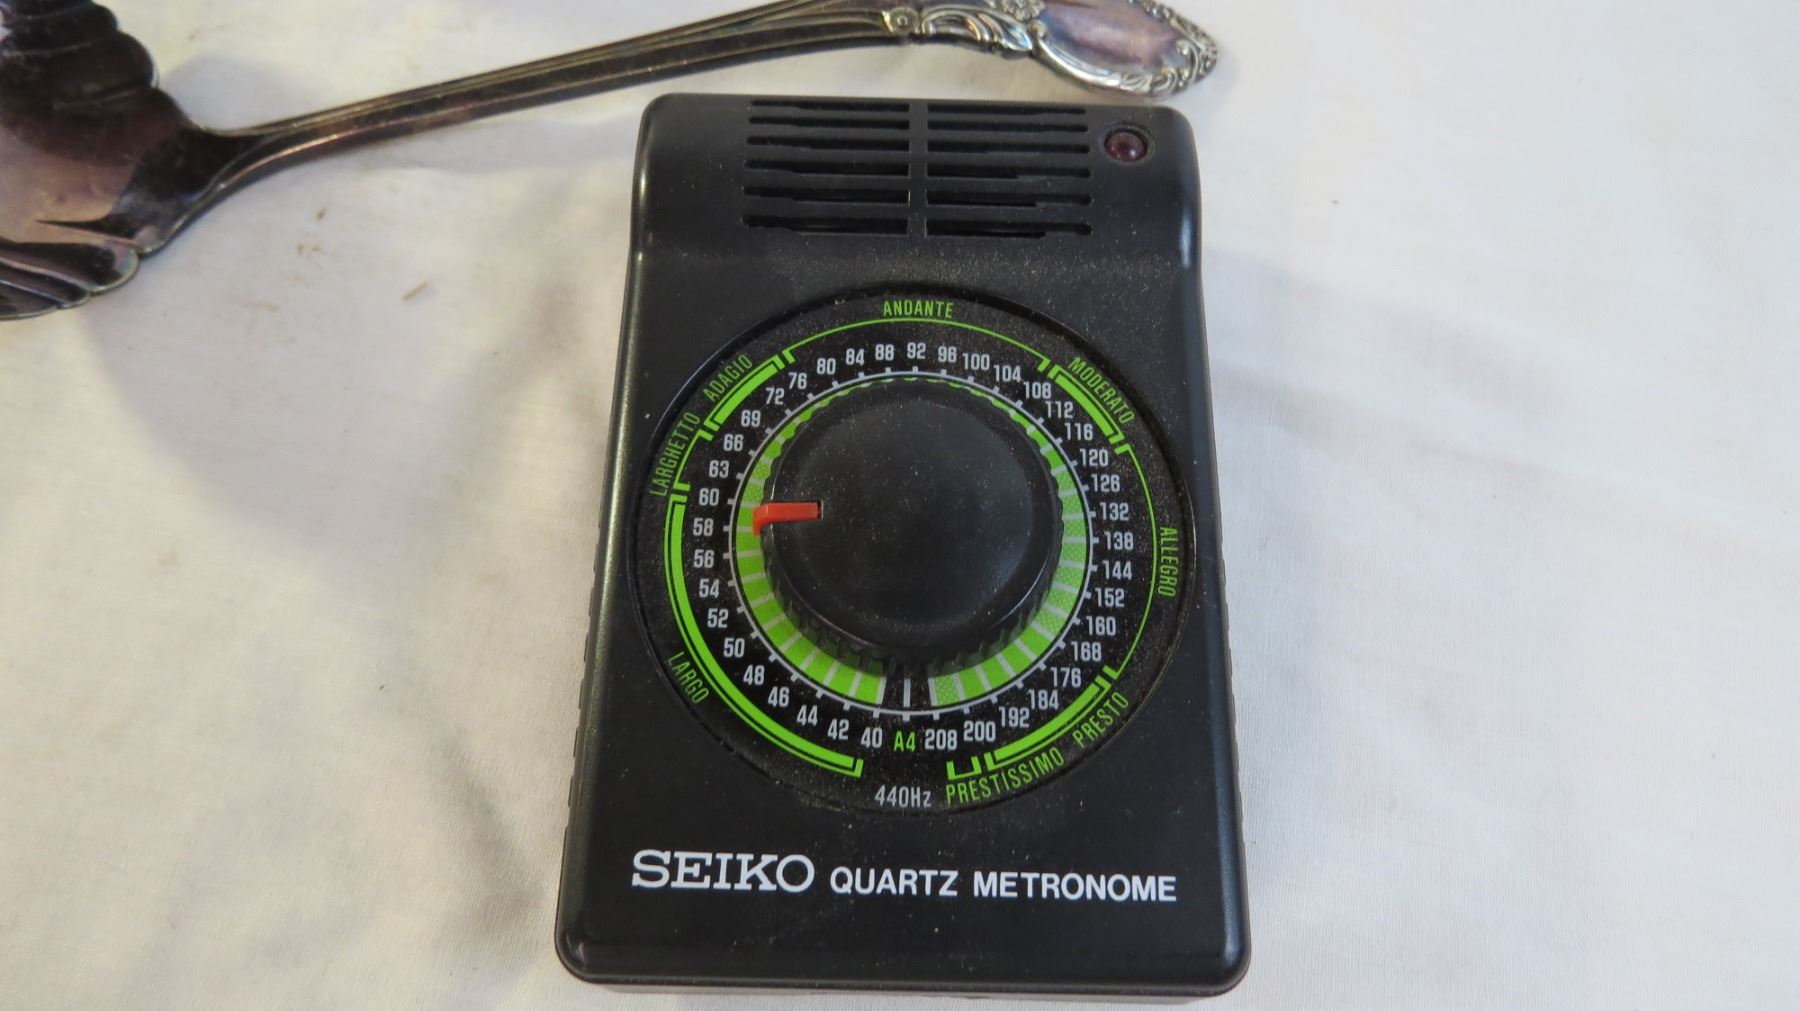 ANDANTE
MODERATO
ALLEGRO
PRESTO
PRESTISSIMO
LARGO
LARGHETTO
ADAGIO
40 42 44 46 48 50 52 54 56 58 60 63 66 69 72 76 80 84 88 92 96 100 104 108 112 116 120 126 132 138 144 152 160 168 176 184 192 200 208 A4
440Hz
SEIKO QUARTZ METRONOME